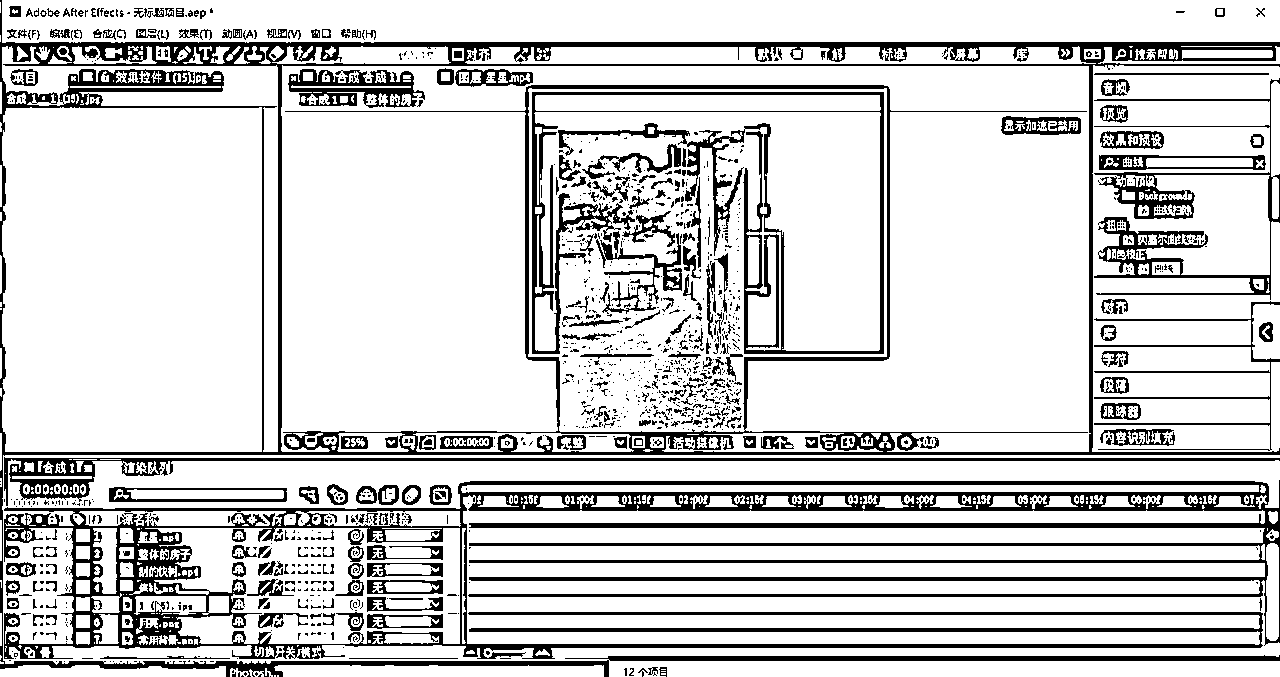 Adobe After Effects - 无标题项目.aep *
文件(F) 编辑(E) 合成(C) 图层(L) 效果(T) 动画(A) 视图(V) 窗口 帮助(H)
对齐 默认 了解 标准 小屏幕 库 搜索帮助
项目 效果控件 1 (15).jpg 合成 合成 1 图层 星星.mp4
合成 1 • 1 (15).jpg 合成 1 整体的房子
显示加速已禁用
音频
预览
效果和预设
曲线
动画预设
Backgrounds
扭曲
贝塞尔曲线变形
颜色校正
曲线
对齐
库
字符
段落
跟踪器
内容识别填充
25% 0:00:00:00 完整 活动摄像机 1个...
合成 1 渲染队列
0:00:00:00
00:15f 01:00f 01:15f 02:00f 02:15f 03:00f 03:15f 04:00f 04:15f 05:00f 05:15f 06:00f 06:15f 07:0
源名称 父级和链接
1 星星.mp4 无
2 整体的房子 无
3 .mp4 无
4 .mp4 无
5 1 (15).jpg 无
6 月亮.png 无
7 常用背景.png 无
切换开关/模式
Photosh...
12 个项目